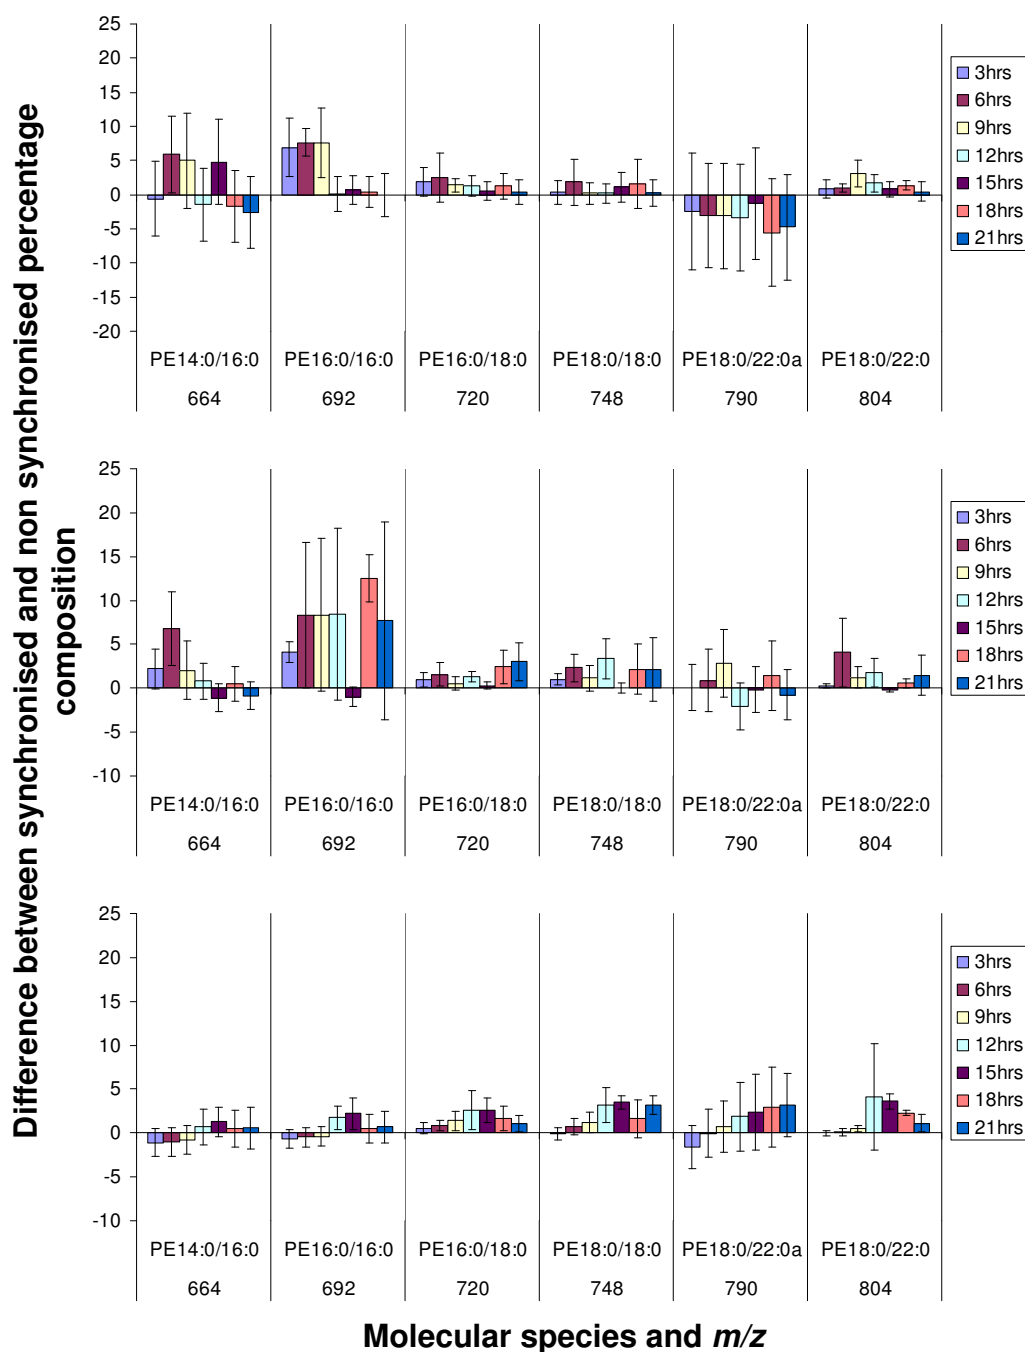 Difference between synchronised and non synchronised percentage
composition
25
20
15
10
5
0
-5
-10
-15
-20
PE14:0/16:0 PE16:0/16:0 PE16:0/18:0 PE18:0/18:0 PE18:0/22:0a PE18:0/22:0
664 692 720 748 790 804
3hrs
6hrs
9hrs
12hrs
15hrs
18hrs
21hrs
25
20
15
10
5
0
-5
-10
PE14:0/16:0 PE16:0/16:0 PE16:0/18:0 PE18:0/18:0 PE18:0/22:0a PE18:0/22:0
664 692 720 748 790 804
3hrs
6hrs
9hrs
12hrs
15hrs
18hrs
21hrs
25
20
15
10
5
0
-5
-10
PE14:0/16:0 PE16:0/16:0 PE16:0/18:0 PE18:0/18:0 PE18:0/22:0a PE18:0/22:0
664 692 720 748 790 804
3hrs
6hrs
9hrs
12hrs
15hrs
18hrs
21hrs
Molecular species and m/z